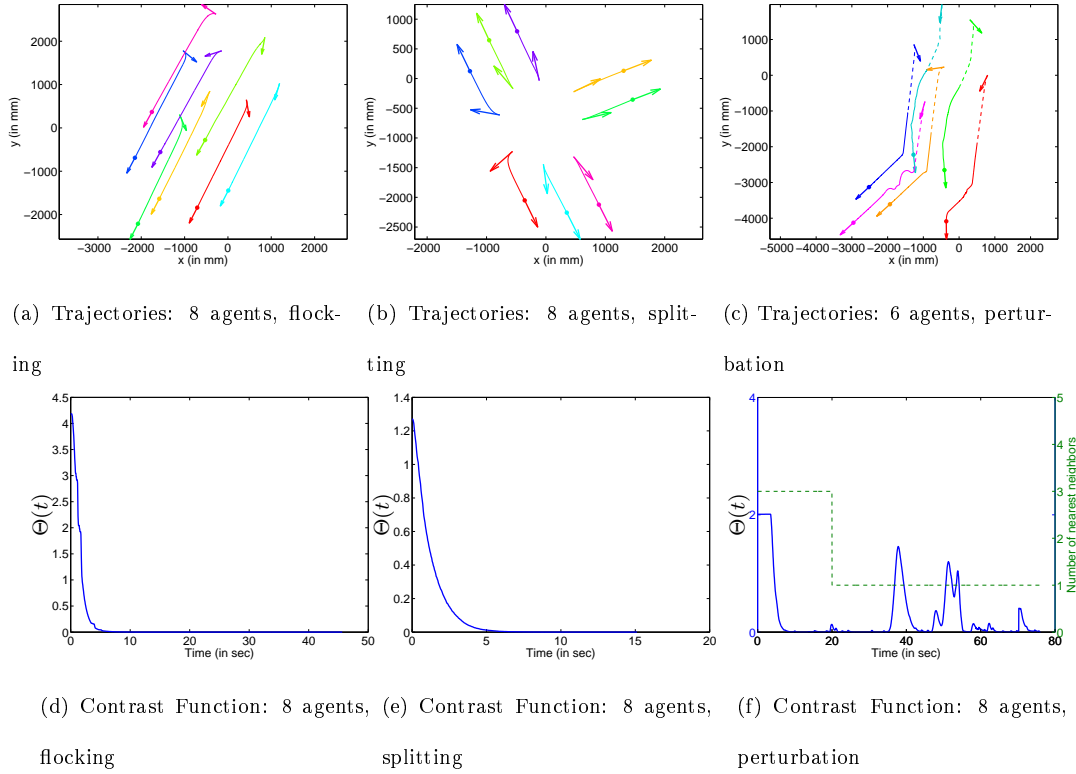 2000
1000
0
−1000
−2000
y (in mm)
−3000 −2000 −1000 0 1000 2000
x (in mm)
1000
500
0
−500
−1000
−1500
−2000
−2500
y (in mm)
−2000 −1000 0 1000 2000
x (in mm)
1000
0
−1000
−2000
−3000
−4000
y (in mm)
−5000 −4000 −3000 −2000 −1000 0 1000 2000
x (in mm)
(a) Trajectories: 8 agents, flock-
ing
(b) Trajectories: 8 agents, split-
ting
(c) Trajectories: 6 agents, pertur-
bation
4.5
4
3.5
3
2.5
2
1.5
1
0.5
0
Θ(t)
0 10 20 30 40 50
Time (in sec)
1.4
1.2
1
0.8
0.6
0.4
0.2
0
Θ(t)
0 5 10 15 20
Time (in sec)
4
2
0
Θ(t)
0 20 40 60 80
Time (in sec)
5
4
3
2
1
0
Number of nearest neighbors
(d) Contrast Function: 8 agents,
flocking
(e) Contrast Function: 8 agents,
splitting
(f) Contrast Function: 8 agents,
perturbation